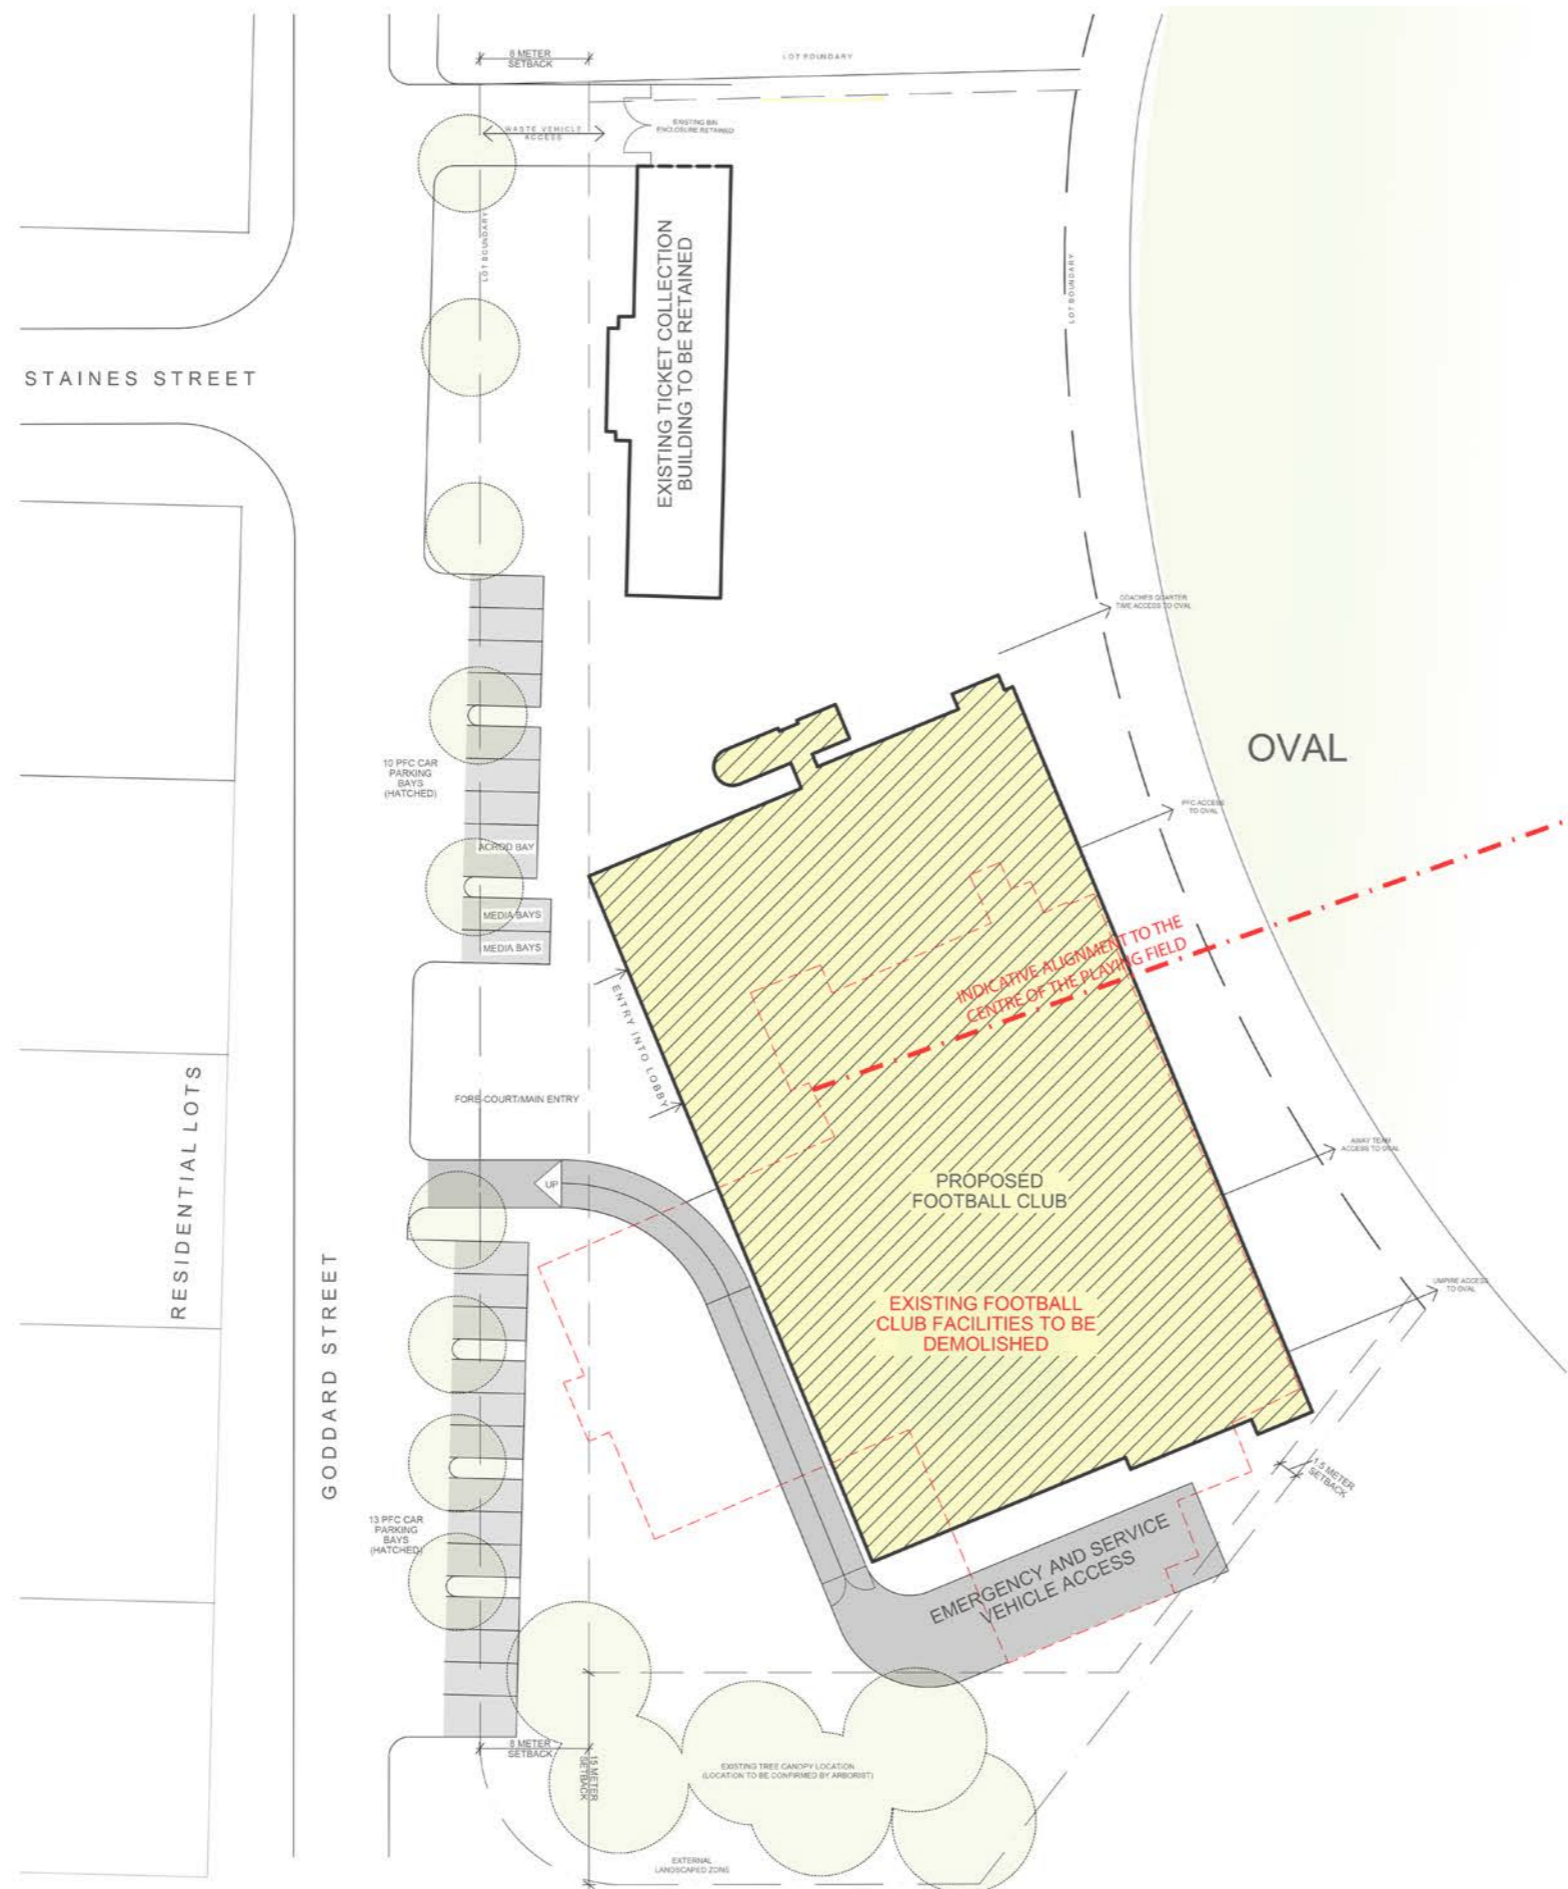 6 METER
SETBACK
LOT BOUNDARY
WASTE VEHICLE
ACCESS
EXISTING BIN
ENCLOSURE RETAINED
LOT BOUNDARY
EXISTING TICKET COLLECTION
BUILDING TO BE RETAINED
LOT BOUNDARY
STAINES STREET
COACHES QUARTER
TIME ACCESS TO OVAL
OVAL
10 PFC CAR
PARKING
BAYS
(HATCHED)
PFC ACCESS
TO OVAL
ACROD BAY
MEDIA BAYS
MEDIA BAYS
INDICATIVE ALIGNMENT TO THE
CENTRE OF THE PLAYING FIELD
ENTRY INTO LOBBY
FORE-COURT/MAIN ENTRY
RESIDENTIAL LOTS
AWAY TEAM
ACCESS TO OVAL
UP
PROPOSED
FOOTBALL CLUB
GODDARD STREET
UMPIRE ACCESS
TO OVAL
EXISTING FOOTBALL
CLUB FACILITIES TO BE
DEMOLISHED
1.5 METER
SETBACK
13 PFC CAR
PARKING
BAYS
(HATCHED)
EMERGENCY AND SERVICE
VEHICLE ACCESS
6 METER
SETBACK
15 METER
SETBACK
EXISTING TREE CANOPY LOCATION
(LOCATION TO BE CONFIRMED BY ARBORIST)
EXTERNAL
LANDSCAPED ZONE